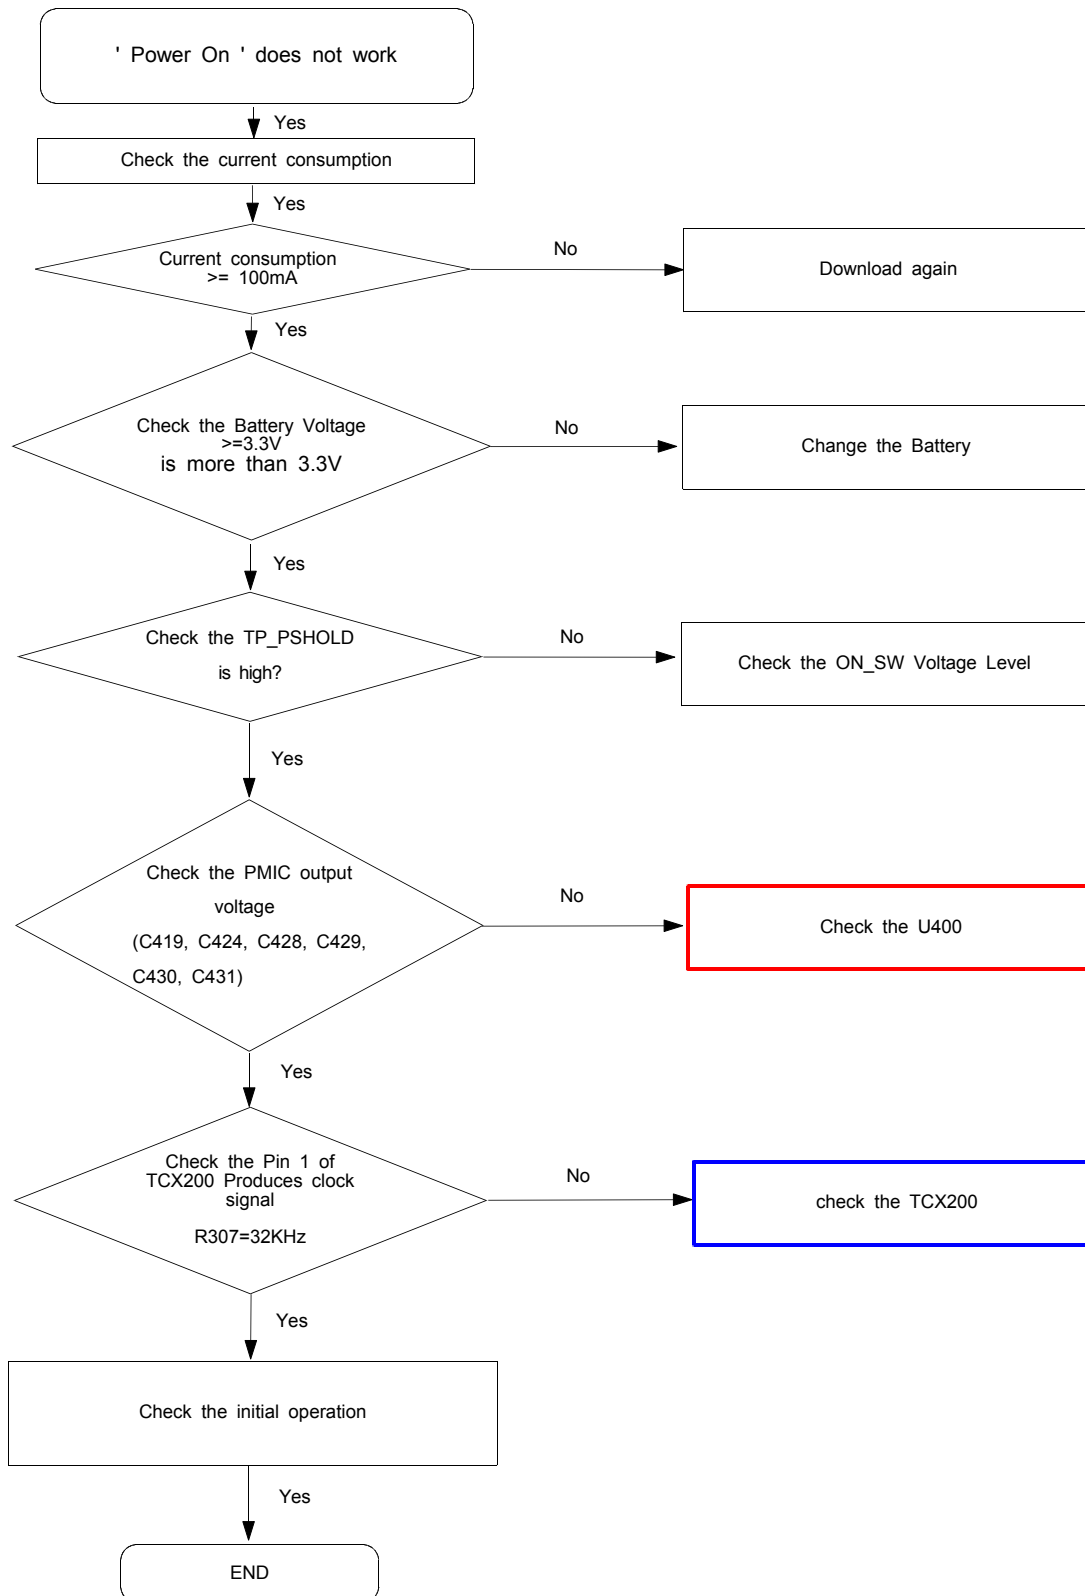 ' Power On ' does not work
Yes
Check the current consumption
Yes
Current consumption
>= 100mA
No
Download again
Yes
Check the Battery Voltage
>=3.3V
is more than 3.3V
No
Change the Battery
Yes
Check the TP_PSHOLD
is high?
No
Check the ON_SW Voltage Level
Yes
Check the PMIC output
voltage
(C419, C424, C428, C429,
C430, C431)
No
Check the U400
Yes
Check the Pin 1 of
TCX200 Produces clock
signal
R307=32KHz
No
check the TCX200
Yes
Check the initial operation
Yes
END